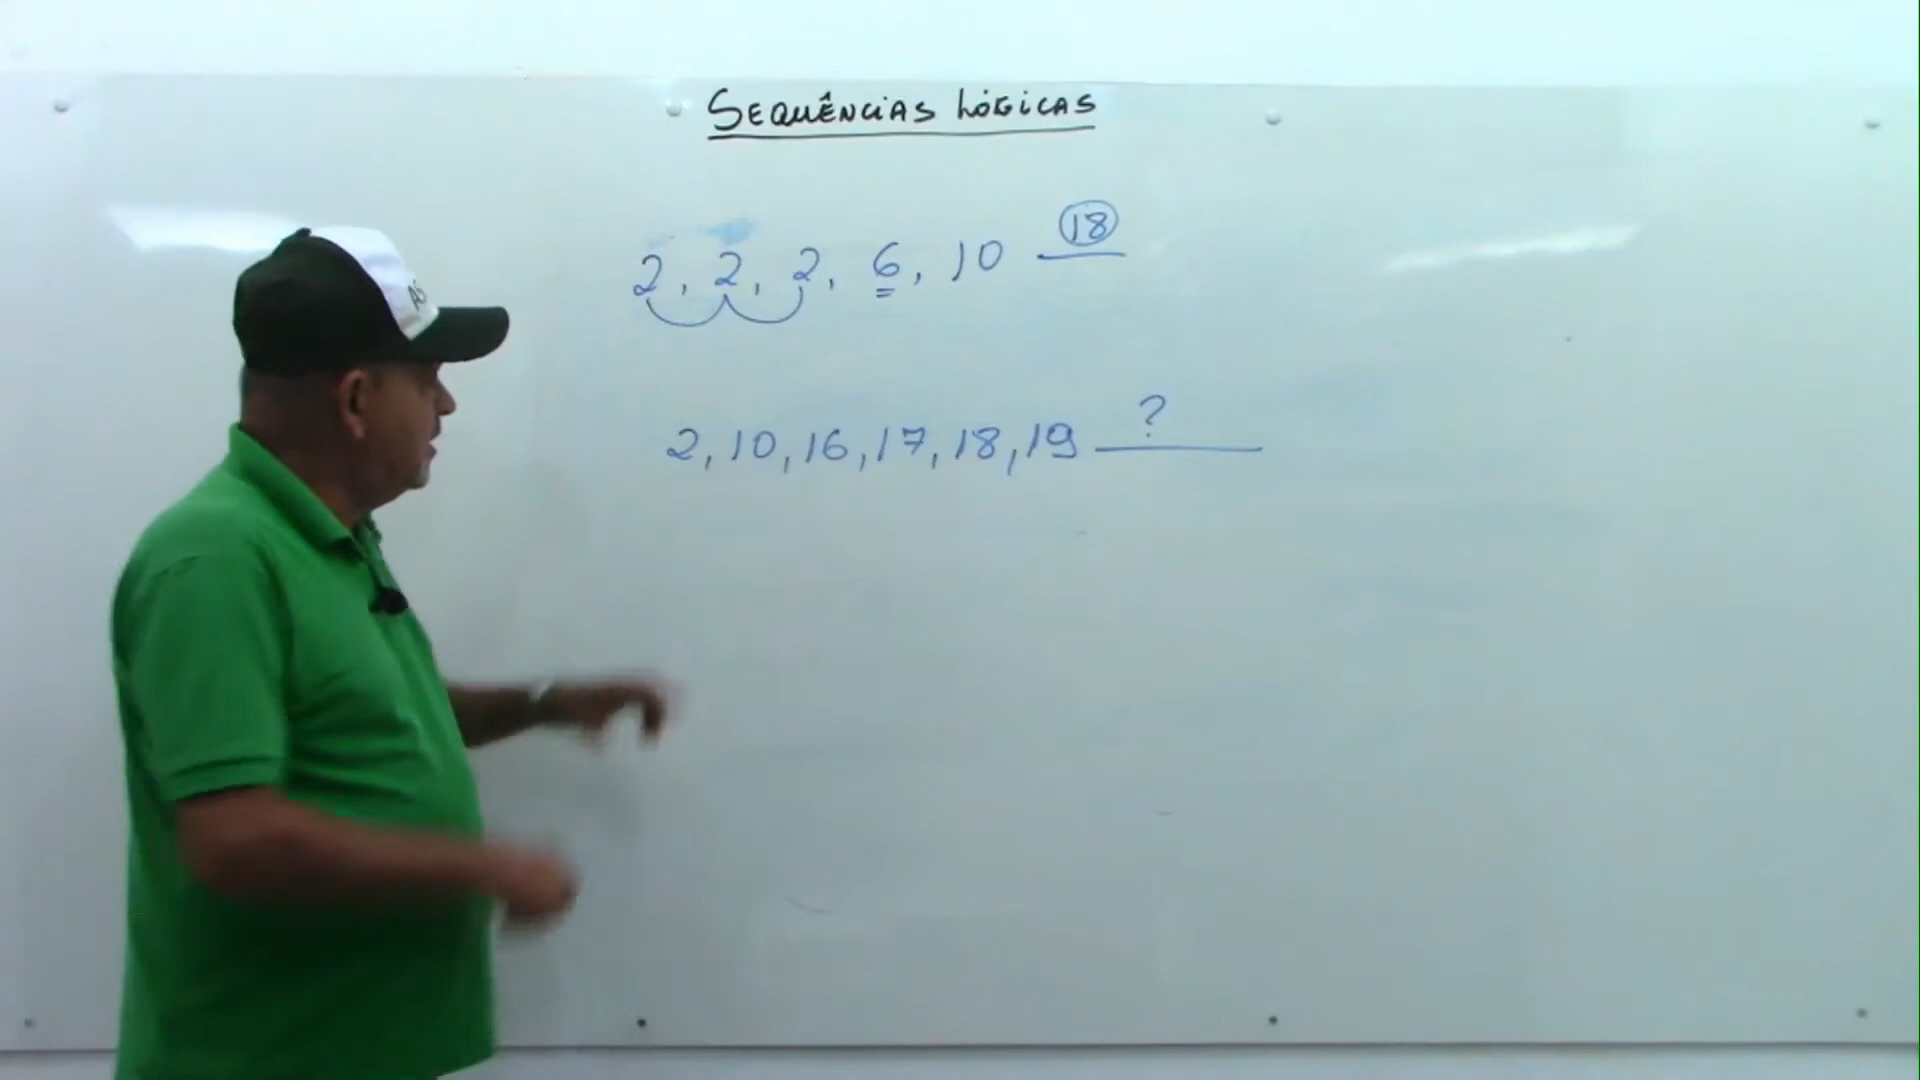 SEQUÊNCIAS LÓGICAS
2, 2, 2, 6, 10 18
2, 10, 16, 17, 18, 19 ?